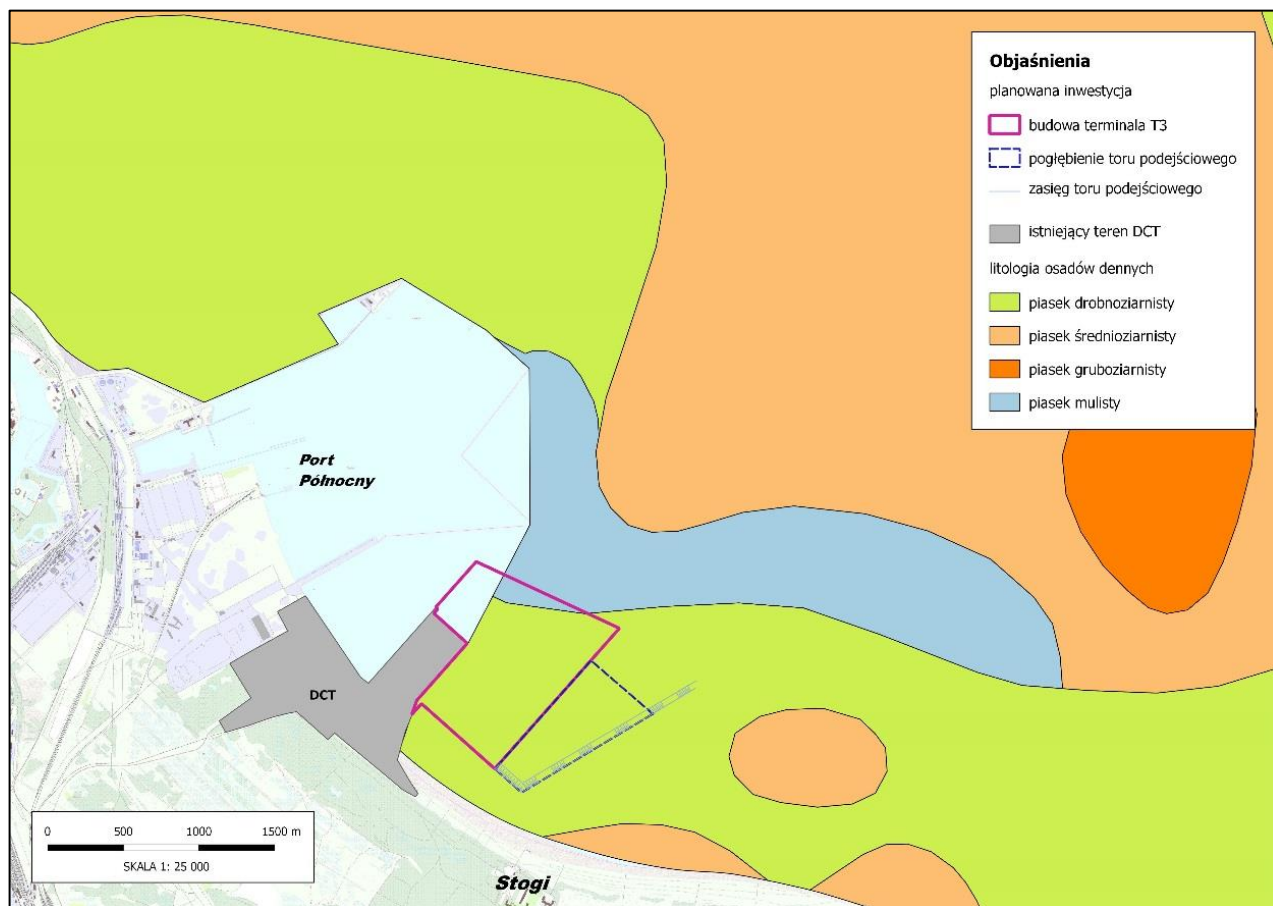 Objaśnienia
planowana inwestycja
budowa terminala T3
pogłębienie toru podejściowego
zasięg toru podejściowego
istniejący teren DCT
litologia osadów dennych
piasek drobnoziarnisty
piasek średnioziarnisty
piasek gruboziarnisty
piasek mulisty
Port
Północny
DCT
0 500 1000 1500 m
SKALA 1: 25 000
Stogi